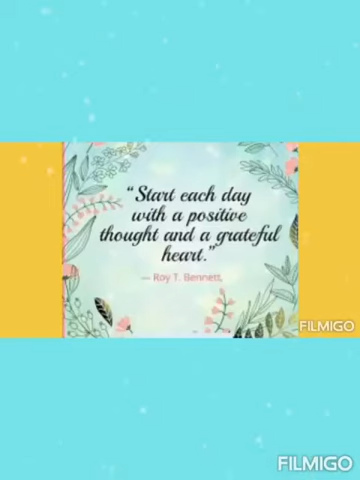 “Start each day
with a positive
thought and a grateful
heart.”
— Roy T. Bennett,
FILMIGO
FILMIGO